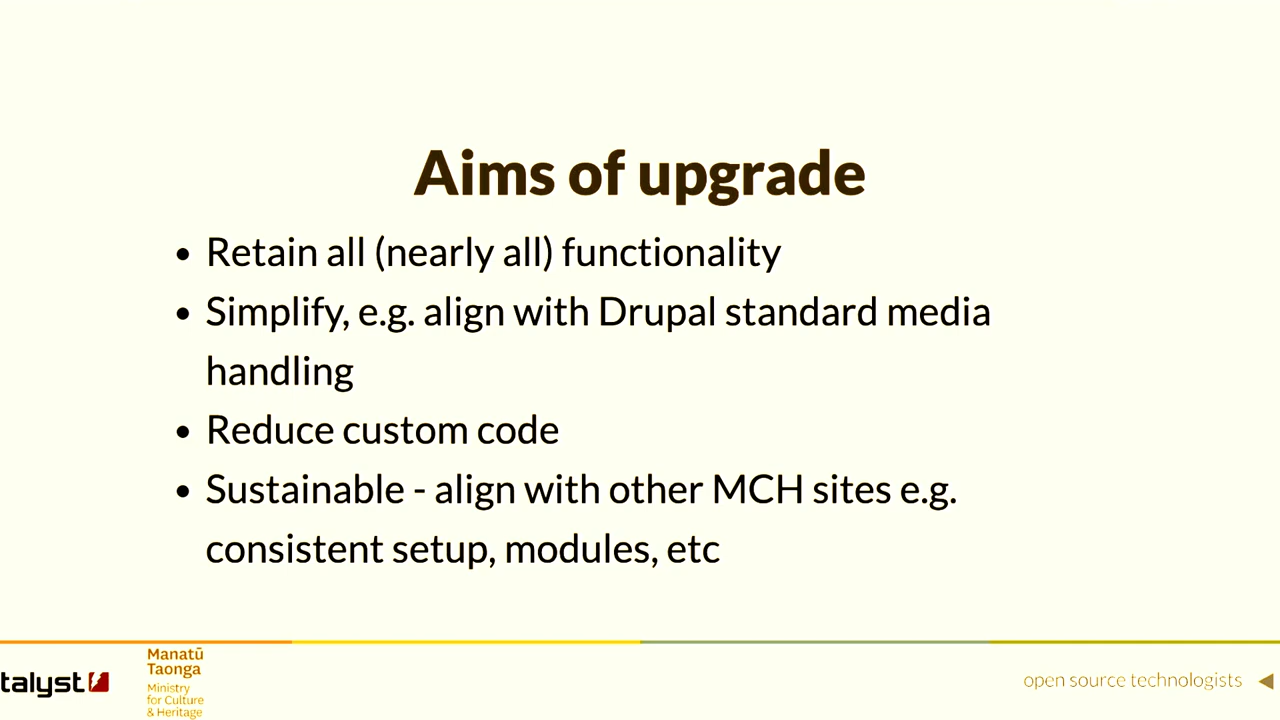 Aims of upgrade
• Retain all (nearly all) functionality
• Simplify, e.g. align with Drupal standard media
handling
• Reduce custom code
• Sustainable - align with other MCH sites e.g.
consistent setup, modules, etc
talyst
Manatū
Taonga
Ministry
for Culture
& Heritage
open source technologists